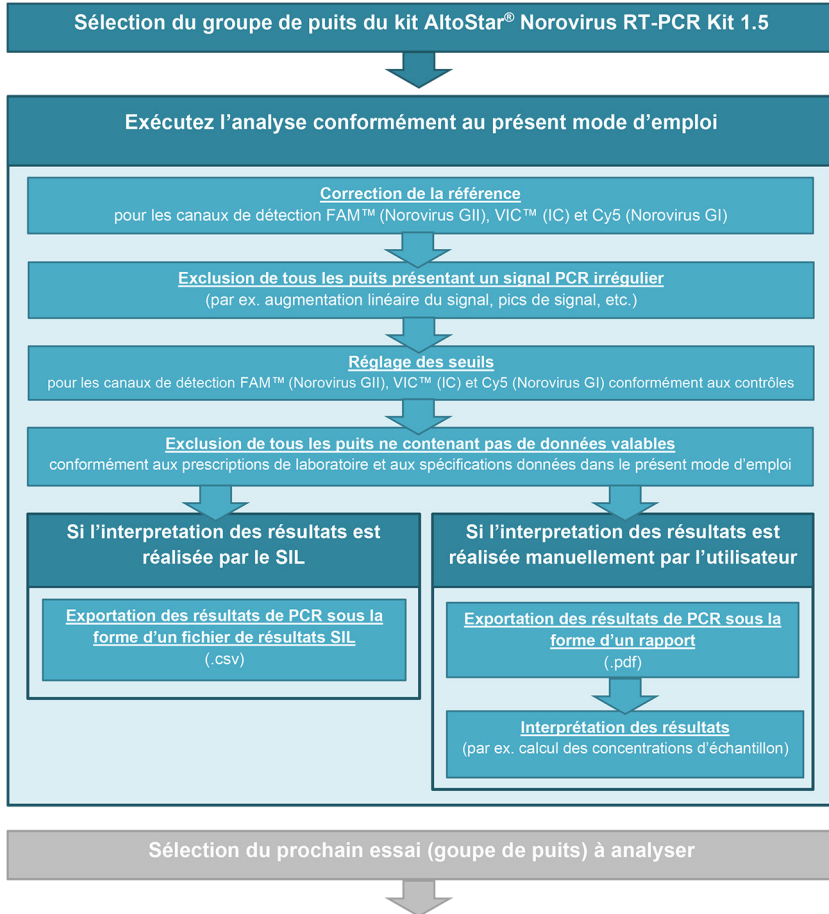 Sélection du groupe de puits du kit AltoStar® Norovirus RT-PCR Kit 1.5
Exécutez l'analyse conformément au présent mode d'emploi
Correction de la référence
pour les canaux de détection FAM™ (Norovirus GII), VIC™ (IC) et Cy5 (Norovirus GI)
Exclusion de tous les puits présentant un signal PCR irrégulier
(par ex. augmentation linéaire du signal, pics de signal, etc.)
Réglage des seuils
pour les canaux de détection FAM™ (Norovirus GII), VIC™ (IC) et Cy5 (Norovirus GI) conformément aux contrôles
Exclusion de tous les puits ne contenant pas de données valables
conformément aux prescriptions de laboratoire et aux spécifications données dans le présent mode d'emploi
Si l'interpretation des résultats est
réalisée par le SIL
Exportation des résultats de PCR sous la
forme d'un fichier de résultats SIL
(.csv)
Si l'interpretation des résultats est
réalisée manuellement par l'utilisateur
Exportation des résultats de PCR sous la
forme d'un rapport
(.pdf)
Interprétation des résultats
(par ex. calcul des concentrations d'échantillon)
Sélection du prochain essai (goupe de puits) à analyser